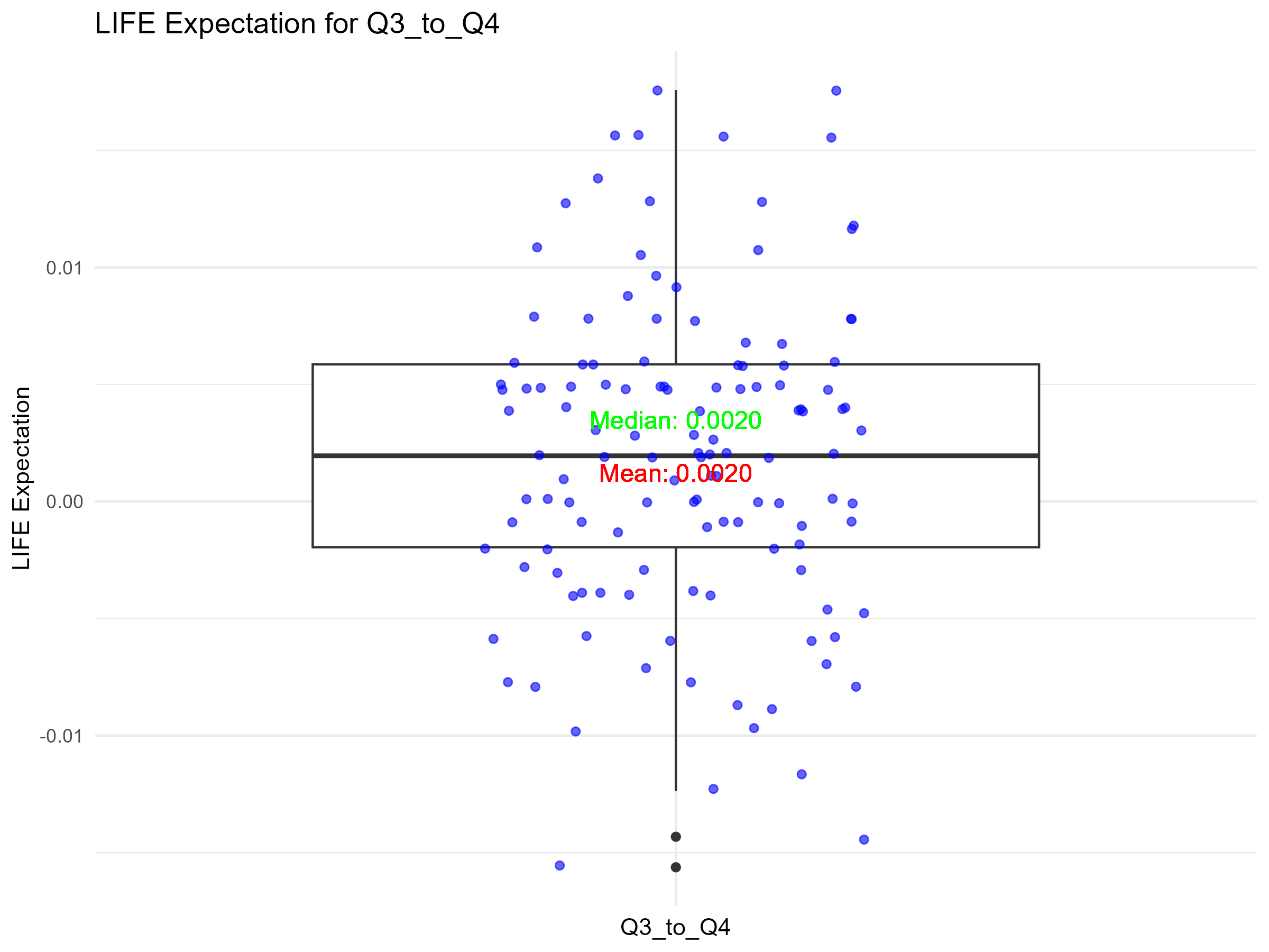 LIFE Expectation for Q3_to_Q4
LIFE Expectation
0.01
0.00
-0.01
Median: 0.0020
Mean: 0.0020
Q3_to_Q4